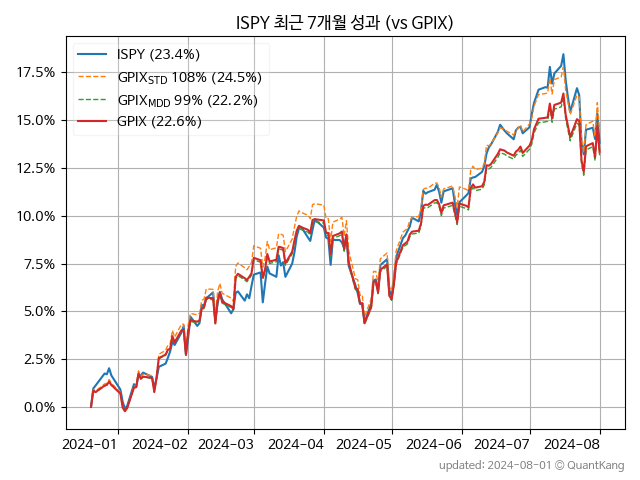 ISPY 최근 7개월 성과 (vs GPIX)
ISPY (23.4%)
GPIX_STD 108% (24.5%)
GPIX_MDD 99% (22.2%)
GPIX (22.6%)
17.5%
15.0%
12.5%
10.0%
7.5%
5.0%
2.5%
0.0%
2024-01 2024-02 2024-03 2024-04 2024-05 2024-06 2024-07 2024-08
updated: 2024-08-01 © QuantKang